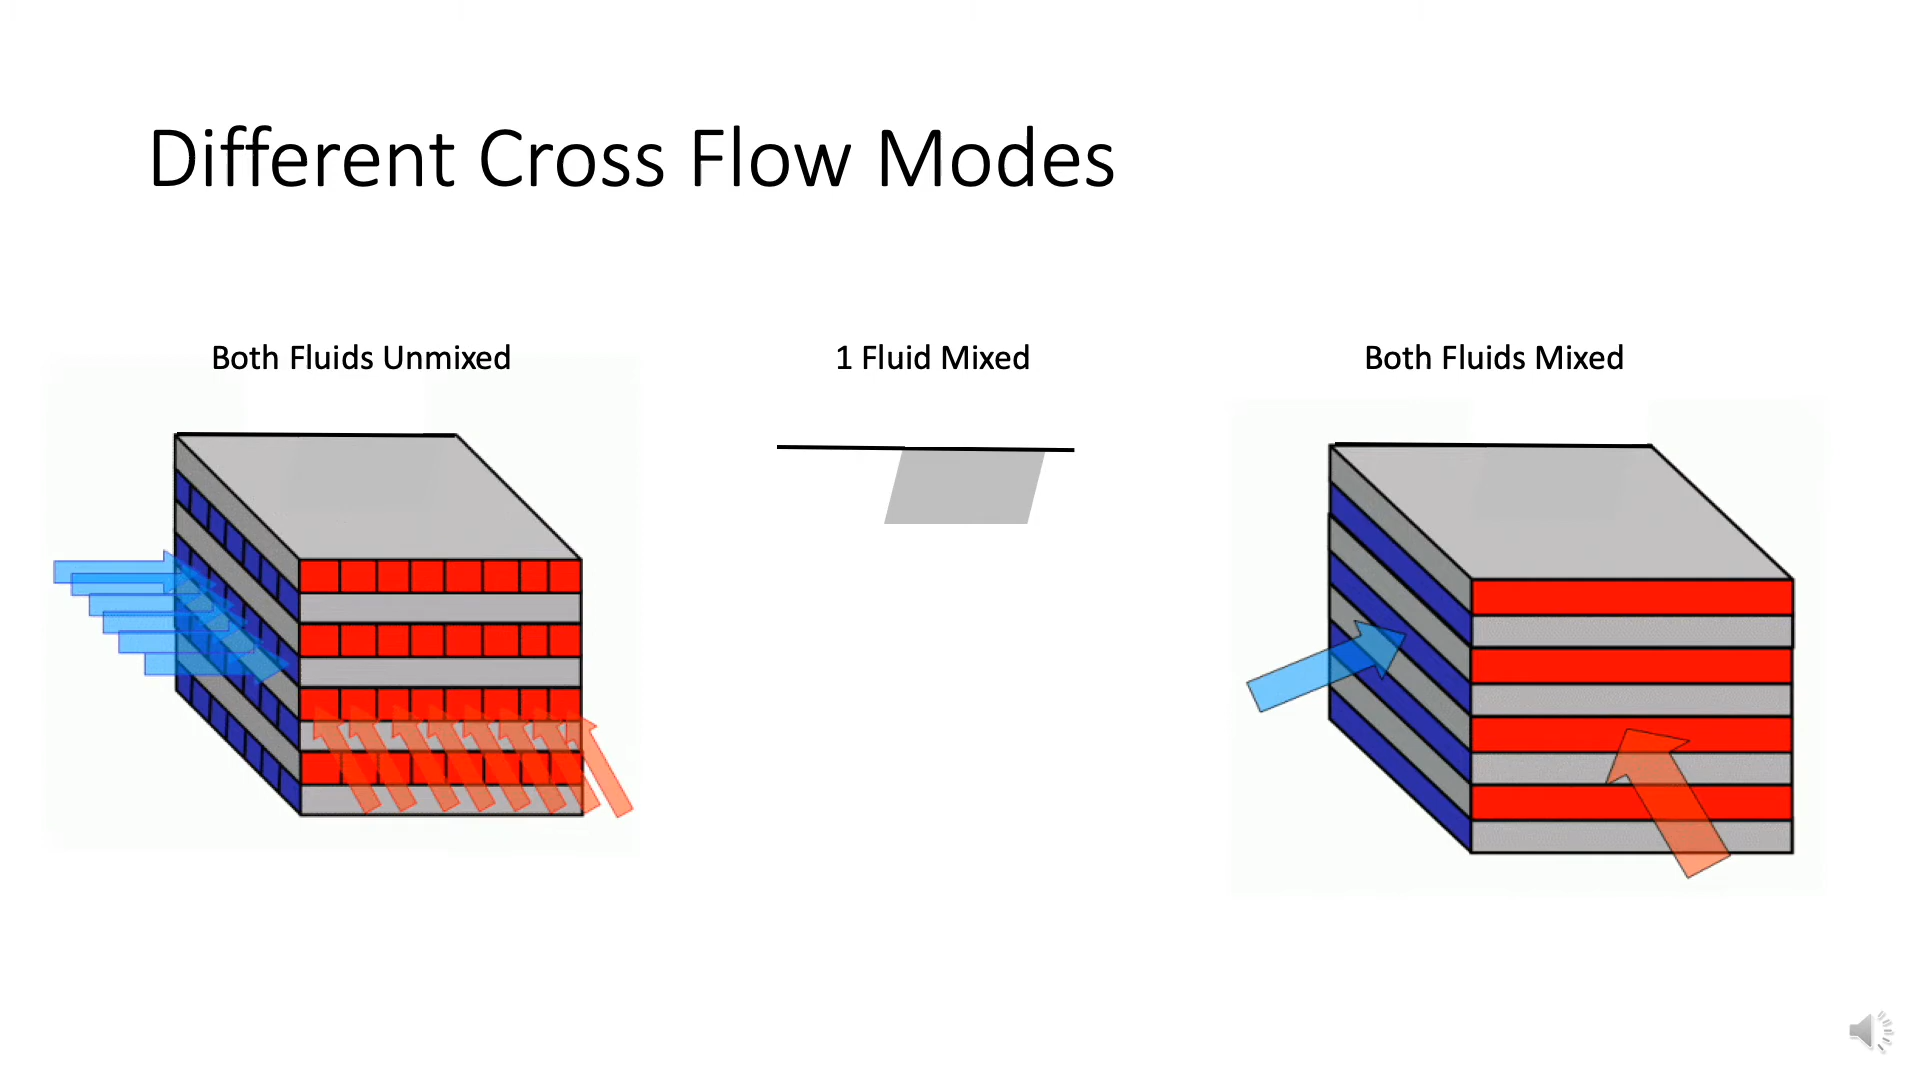 Different Cross Flow Modes
Both Fluids Unmixed
1 Fluid Mixed
Both Fluids Mixed